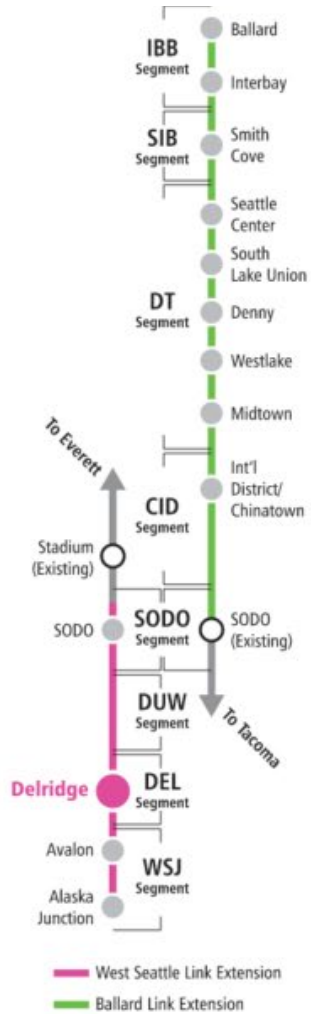 Ballard
IBB
Segment
Interbay
SIB
Segment
Smith
Cove
Seattle
Center
South
Lake Union
DT
Segment
Denny
Westlake
Midtown
To Everett
Int'l
District/
Chinatown
CID
Segment
Stadium
(Existing)
SODO
SODO
Segment
SODO
(Existing)
DUW
Segment
To Tacoma
Delridge
DEL
Segment
Avalon
WSJ
Segment
Alaska
Junction
West Seattle Link Extension
Ballard Link Extension